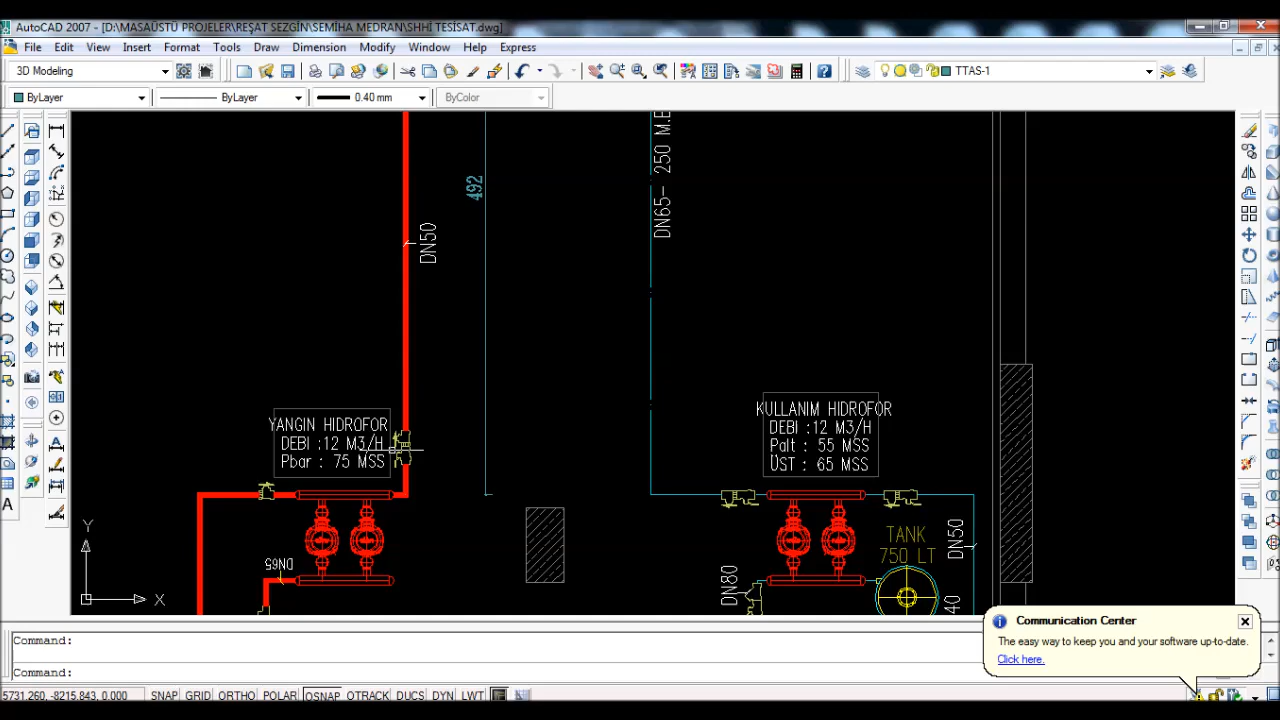 AutoCAD 2007 - [D:\MASAÜSTÜ PROJELER\REŞAT SEZGİN\SEMİHA MEDRAN\SHHİ TESİSAT.dwg]
File Edit View Insert Format Tools Draw Dimension Modify Window Help Express
3D Modeling
TTAS-1
ByLayer
ByLayer
0.40 mm
ByColor
492
DN65- 250 M.E
DN50
YANGIN HIDROFOR
DEBI :12 M3/H
Pbar : 75 MSS
KULLANIM HIDROFOR
DEBI :12 M3/H
Palt : 55 MSS
ÜST : 65 MSS
TANK
750 LT
DN50
DN65
DN80
40
Y
X
Communication Center
The easy way to keep you and your software up-to-date.
Click here.
Command:
Command:
5731.260, -8215.843, 0.000 SNAP GRID ORTHO POLAR OSNAP OTRACK DUCS DYN LWT